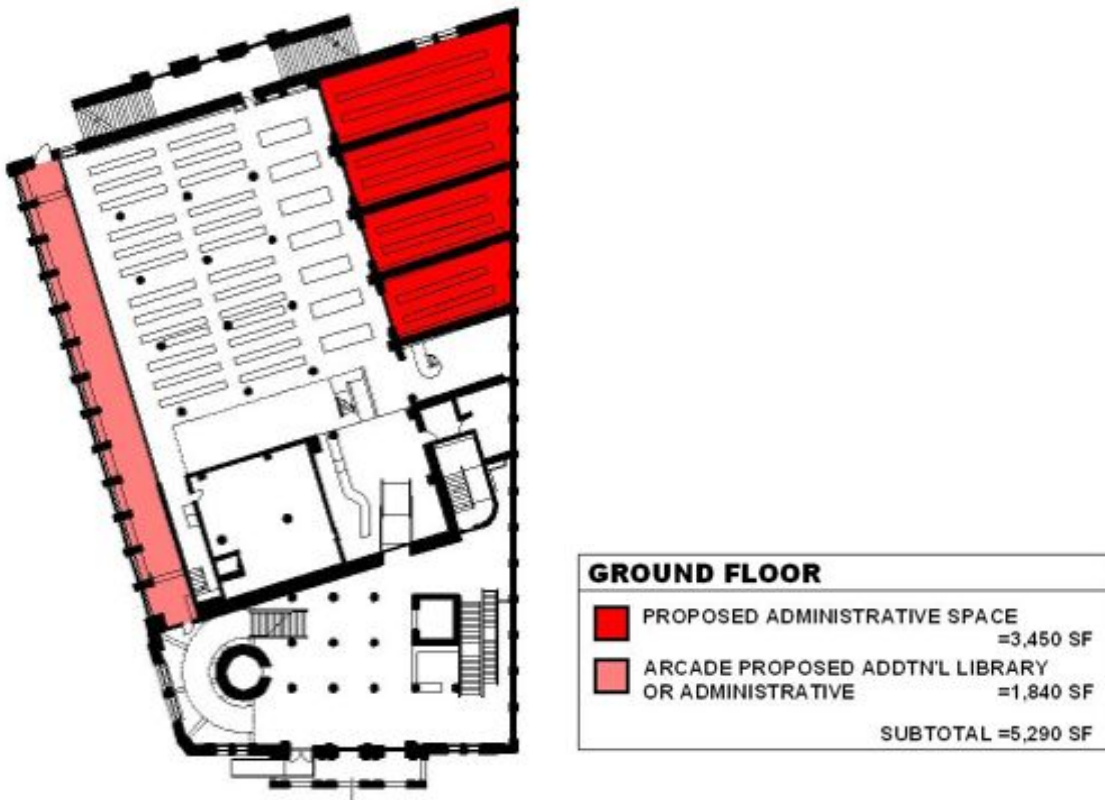 GROUND FLOOR
PROPOSED ADMINISTRATIVE SPACE
=3,450 SF
ARCADE PROPOSED ADDTN'L LIBRARY
OR ADMINISTRATIVE =1,840 SF
SUBTOTAL =5,290 SF